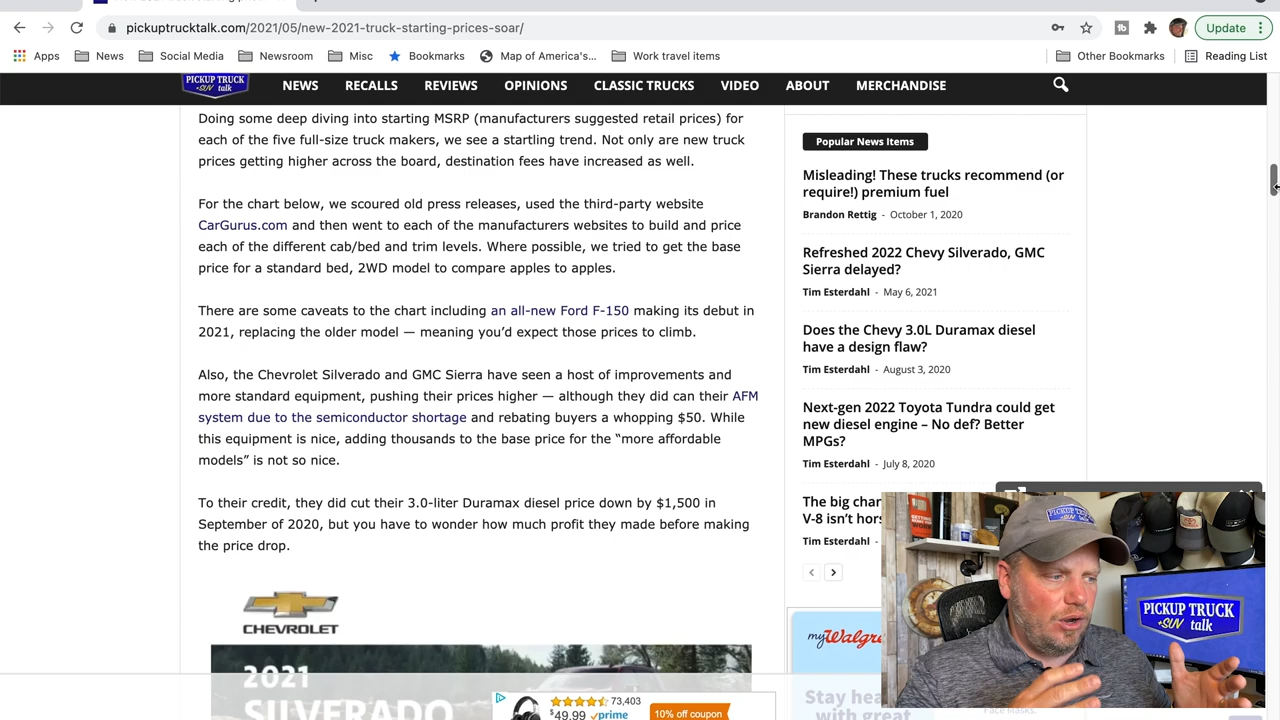 pickuptrucktalk.com/2021/05/new-2021-truck-starting-prices-soar/
Update
Apps
News
Social Media
Newsroom
Misc
Bookmarks
Map of America's...
Work travel items
Other Bookmarks
Reading List
PICKUP TRUCK
+SUV talk
NEWS
RECALLS
REVIEWS
OPINIONS
CLASSIC TRUCKS
VIDEO
ABOUT
MERCHANDISE
Doing some deep diving into starting MSRP (manufacturers suggested retail prices) for
each of the five full-size truck makers, we see a startling trend. Not only are new truck
prices getting higher across the board, destination fees have increased as well.
For the chart below, we scoured old press releases, used the third-party website
CarGurus.com and then went to each of the manufacturers websites to build and price
each of the different cab/bed and trim levels. Where possible, we tried to get the base
price for a standard bed, 2WD model to compare apples to apples.
There are some caveats to the chart including an all-new Ford F-150 making its debut in
2021, replacing the older model — meaning you’d expect those prices to climb.
Also, the Chevrolet Silverado and GMC Sierra have seen a host of improvements and
more standard equipment, pushing their prices higher — although they did can their AFM
system due to the semiconductor shortage and rebating buyers a whopping $50. While
this equipment is nice, adding thousands to the base price for the “more affordable
models” is not so nice.
To their credit, they did cut their 3.0-liter Duramax diesel price down by $1,500 in
September of 2020, but you have to wonder how much profit they made before making
the price drop.
CHEVROLET
2021
SILVERADO
73,403
$49.99 prime
10% off coupon
Popular News Items
Misleading! These trucks recommend (or
require!) premium fuel
Brandon Rettig - October 1, 2020
Refreshed 2022 Chevy Silverado, GMC
Sierra delayed?
Tim Esterdahl - May 6, 2021
Does the Chevy 3.0L Duramax diesel
have a design flaw?
Tim Esterdahl - August 3, 2020
Next-gen 2022 Toyota Tundra could get
new diesel engine – No def? Better
MPGs?
Tim Esterdahl - July 8, 2020
The big
V-8 isn’t
Tim Esterdahl -
my
Stay
with great
Face Masks.
PICKUP
+SUV
PICKUP TRUCK
+SUV talk